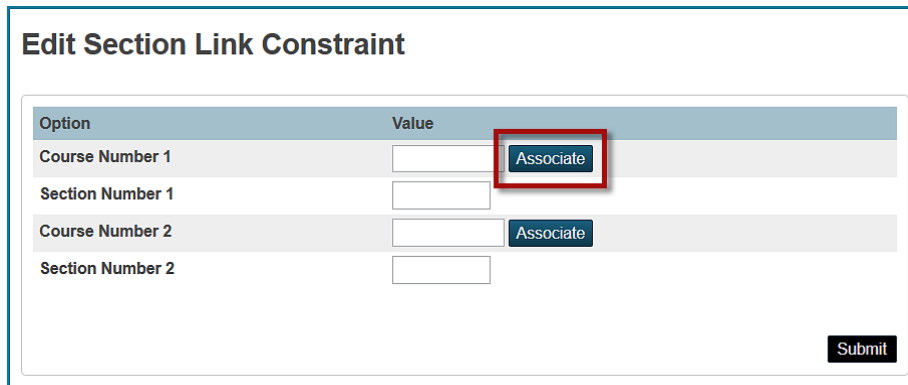 Edit Section Link Constraint
Option Value
Course Number 1 Associate
Section Number 1
Course Number 2 Associate
Section Number 2
Submit